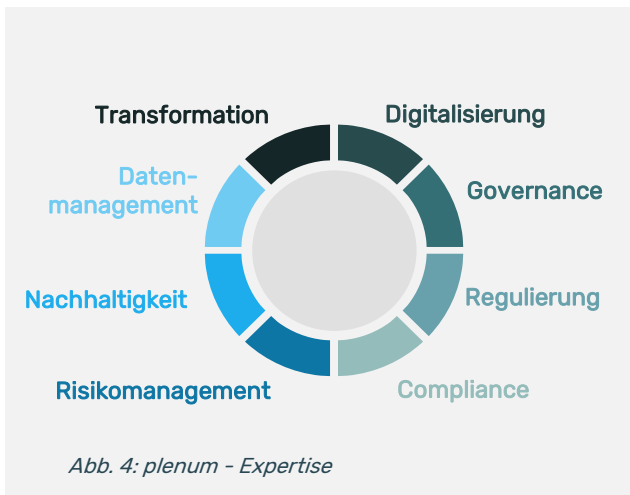 Transformation
Digitalisierung
Daten-
management
Governance
Nachhaltigkeit
Regulierung
Risikomanagement
Compliance
Abb. 4: plenum - Expertise